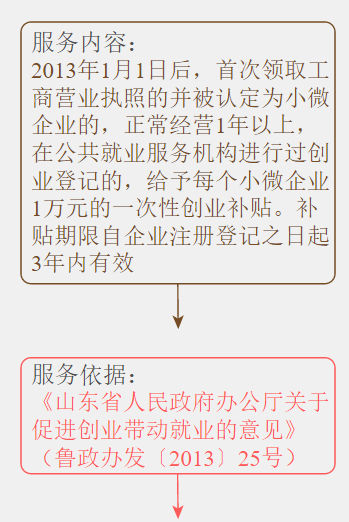 服务内容：
2013年1月1日后，首次领取工
商营业执照的并被认定为小微
企业的，正常经营1年以上，
在公共就业服务机构进行过创
业登记的，给予每个小微企业
1万元的一次性创业补贴。补
贴期限自企业注册登记之日起
3年内有效
服务依据：
《山东省人民政府办公厅关于
促进创业带动就业的意见》
（鲁政办发〔2013〕25号）